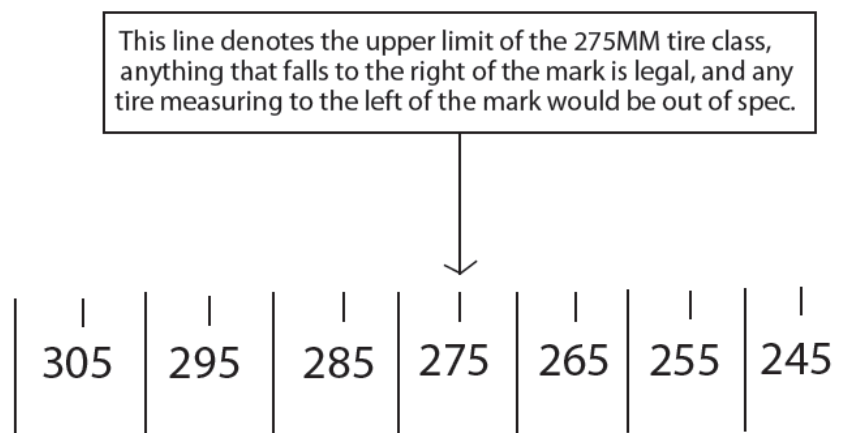 This line denotes the upper limit of the 275MM tire class,
anything that falls to the right of the mark is legal, and any
tire measuring to the left of the mark would be out of spec.
305 295 285 275 265 255 245